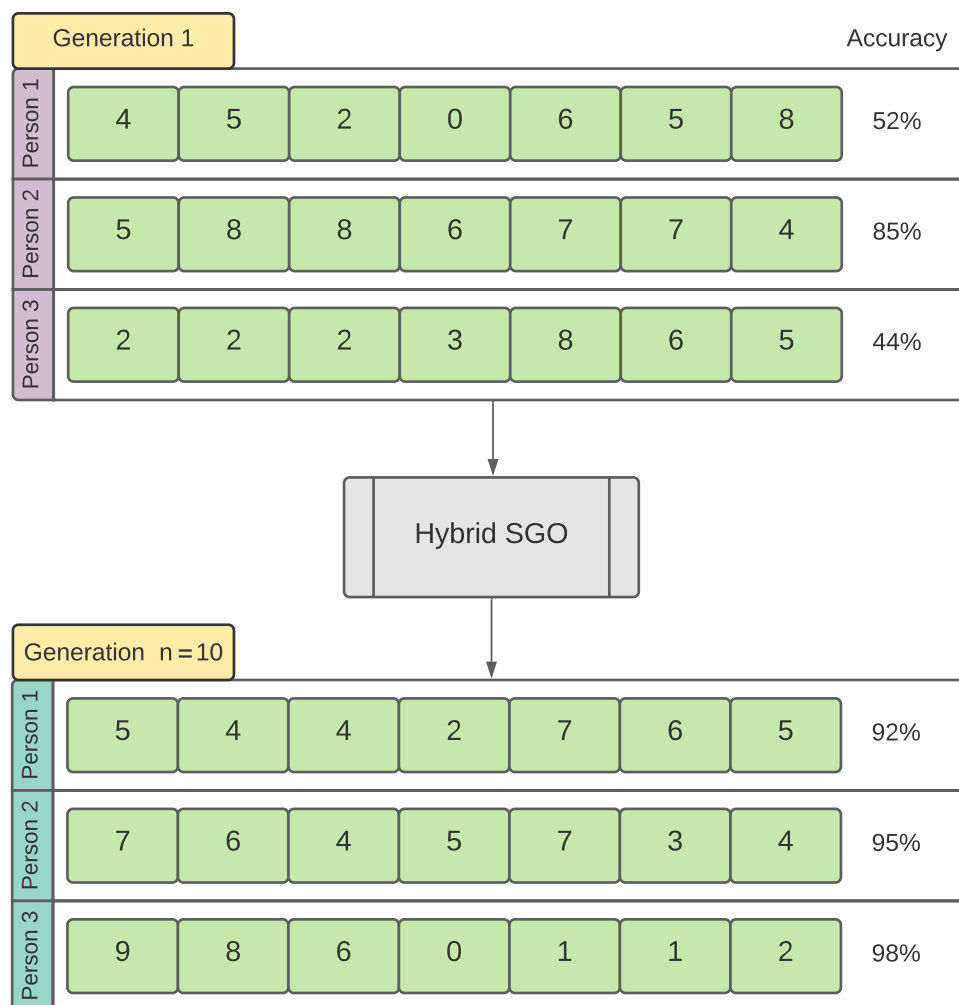 Generation 1
Accuracy
Person 1
4 5 2 0 6 5 8 52%
Person 2
5 8 8 6 7 7 4 85%
Person 3
2 2 2 3 8 6 5 44%
Hybrid SGO
Generation n = 10
Person 1
5 4 4 2 7 6 5 92%
Person 2
7 6 4 5 7 3 4 95%
Person 3
9 8 6 0 1 1 2 98%